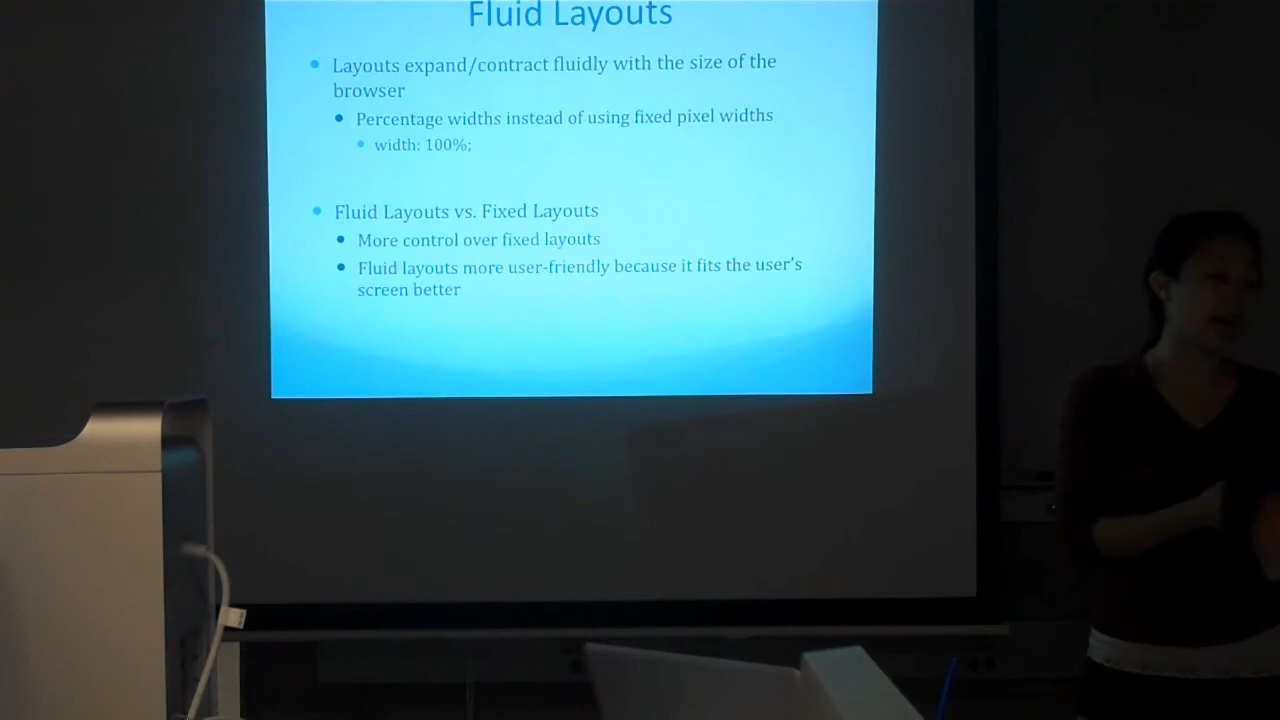 Fluid Layouts
Layouts expand/contract fluidly with the size of the
browser
Percentage widths instead of using fixed pixel widths
width: 100%;
Fluid Layouts vs. Fixed Layouts
More control over fixed layouts
Fluid layouts more user-friendly because it fits the user's
screen better